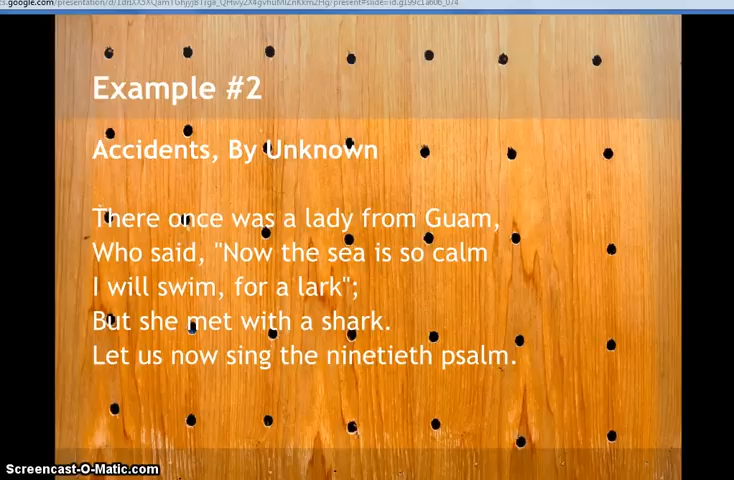 Example #2
Accidents, By Unknown
There once was a lady from Guam,
Who said, "Now the sea is so calm
I will swim, for a lark";
But she met with a shark.
Let us now sing the ninetieth psalm.
Screencast-O-Matic.com